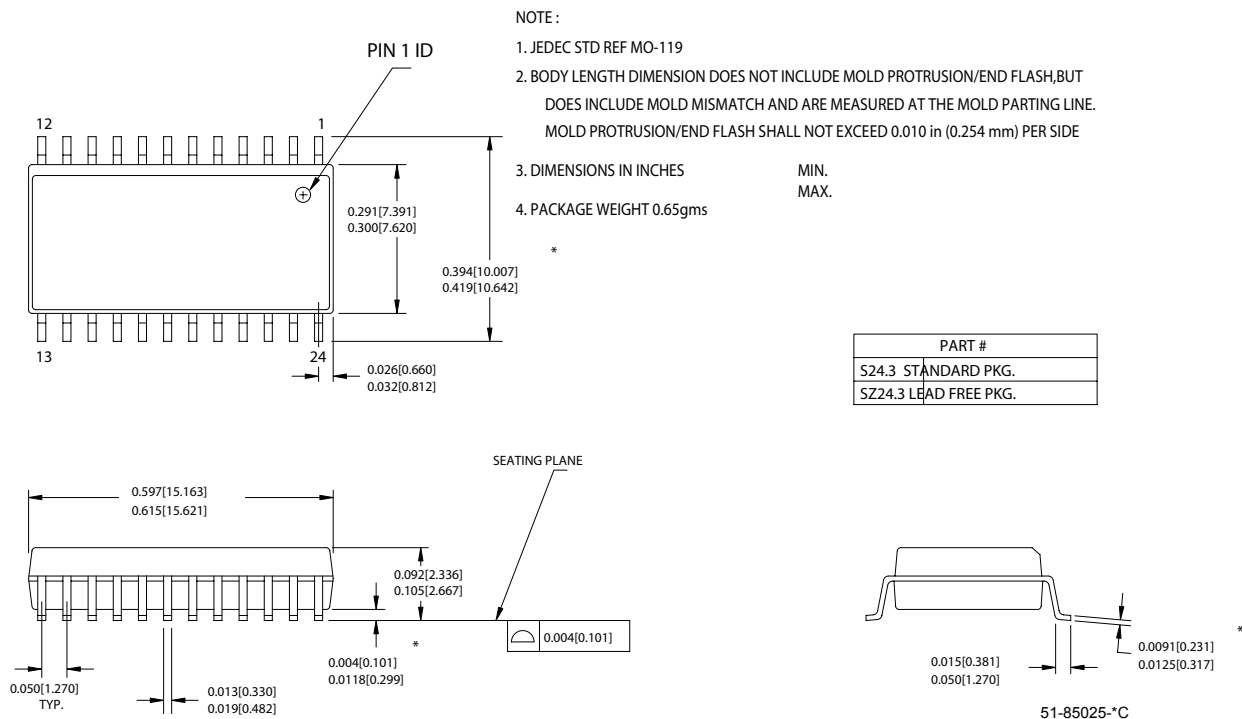 NOTE :
1. JEDEC STD REF MO-119
2. BODY LENGTH DIMENSION DOES NOT INCLUDE MOLD PROTRUSION/END FLASH,BUT
DOES INCLUDE MOLD MISMATCH AND ARE MEASURED AT THE MOLD PARTING LINE.
MOLD PROTRUSION/END FLASH SHALL NOT EXCEED 0.010 in (0.254 mm) PER SIDE
3. DIMENSIONS IN INCHES MIN.
MAX.
4. PACKAGE WEIGHT 0.65gms
*
PIN 1 ID
12 1
0.291[7.391]
0.300[7.620]
0.394[10.007]
0.419[10.642]
13 24
0.026[0.660]
0.032[0.812]
PART #
S24.3 STANDARD PKG.
SZ24.3 LEAD FREE PKG.
SEATING PLANE
0.597[15.163]
0.615[15.621]
0.092[2.336]
0.105[2.667]
*
0.004[0.101]
0.004[0.101]
0.0118[0.299]
0.050[1.270]
TYP.
0.013[0.330]
0.019[0.482]
*
0.0091[0.231]
0.0125[0.317]
0.015[0.381]
0.050[1.270]
51-85025-*C